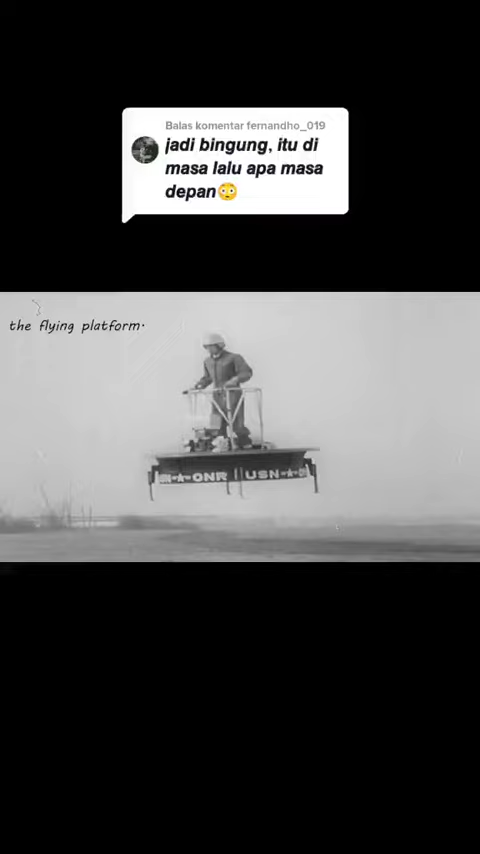 Balas komentar fernandho_019
jadi bingung, itu di
masa lalu apa masa
depan😳
the flying platform.
ONR USN